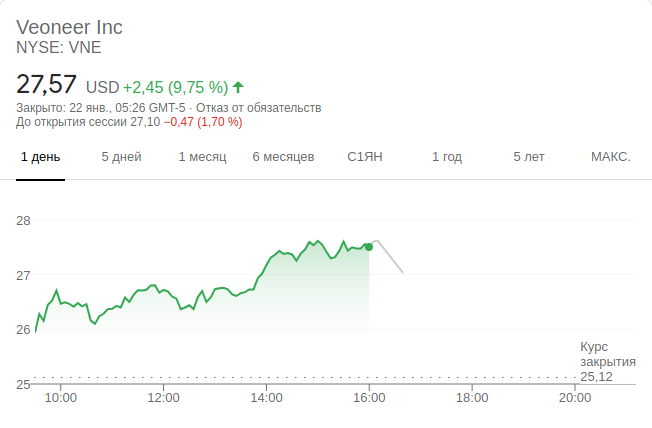 Veoneer Inc
NYSE: VNE
27,57 USD +2,45 (9,75 %)
Закрыто: 22 янв., 05:26 GMT-5 · Отказ от обязательств
До открытия сессии 27,10 −0,47 (1,70 %)
1 день 5 дней 1 месяц 6 месяцев С1ЯН 1 год 5 лет МАКС.
28
27
26
Курс
закрытия
25,12
25
10:00 12:00 14:00 16:00 18:00 20:00